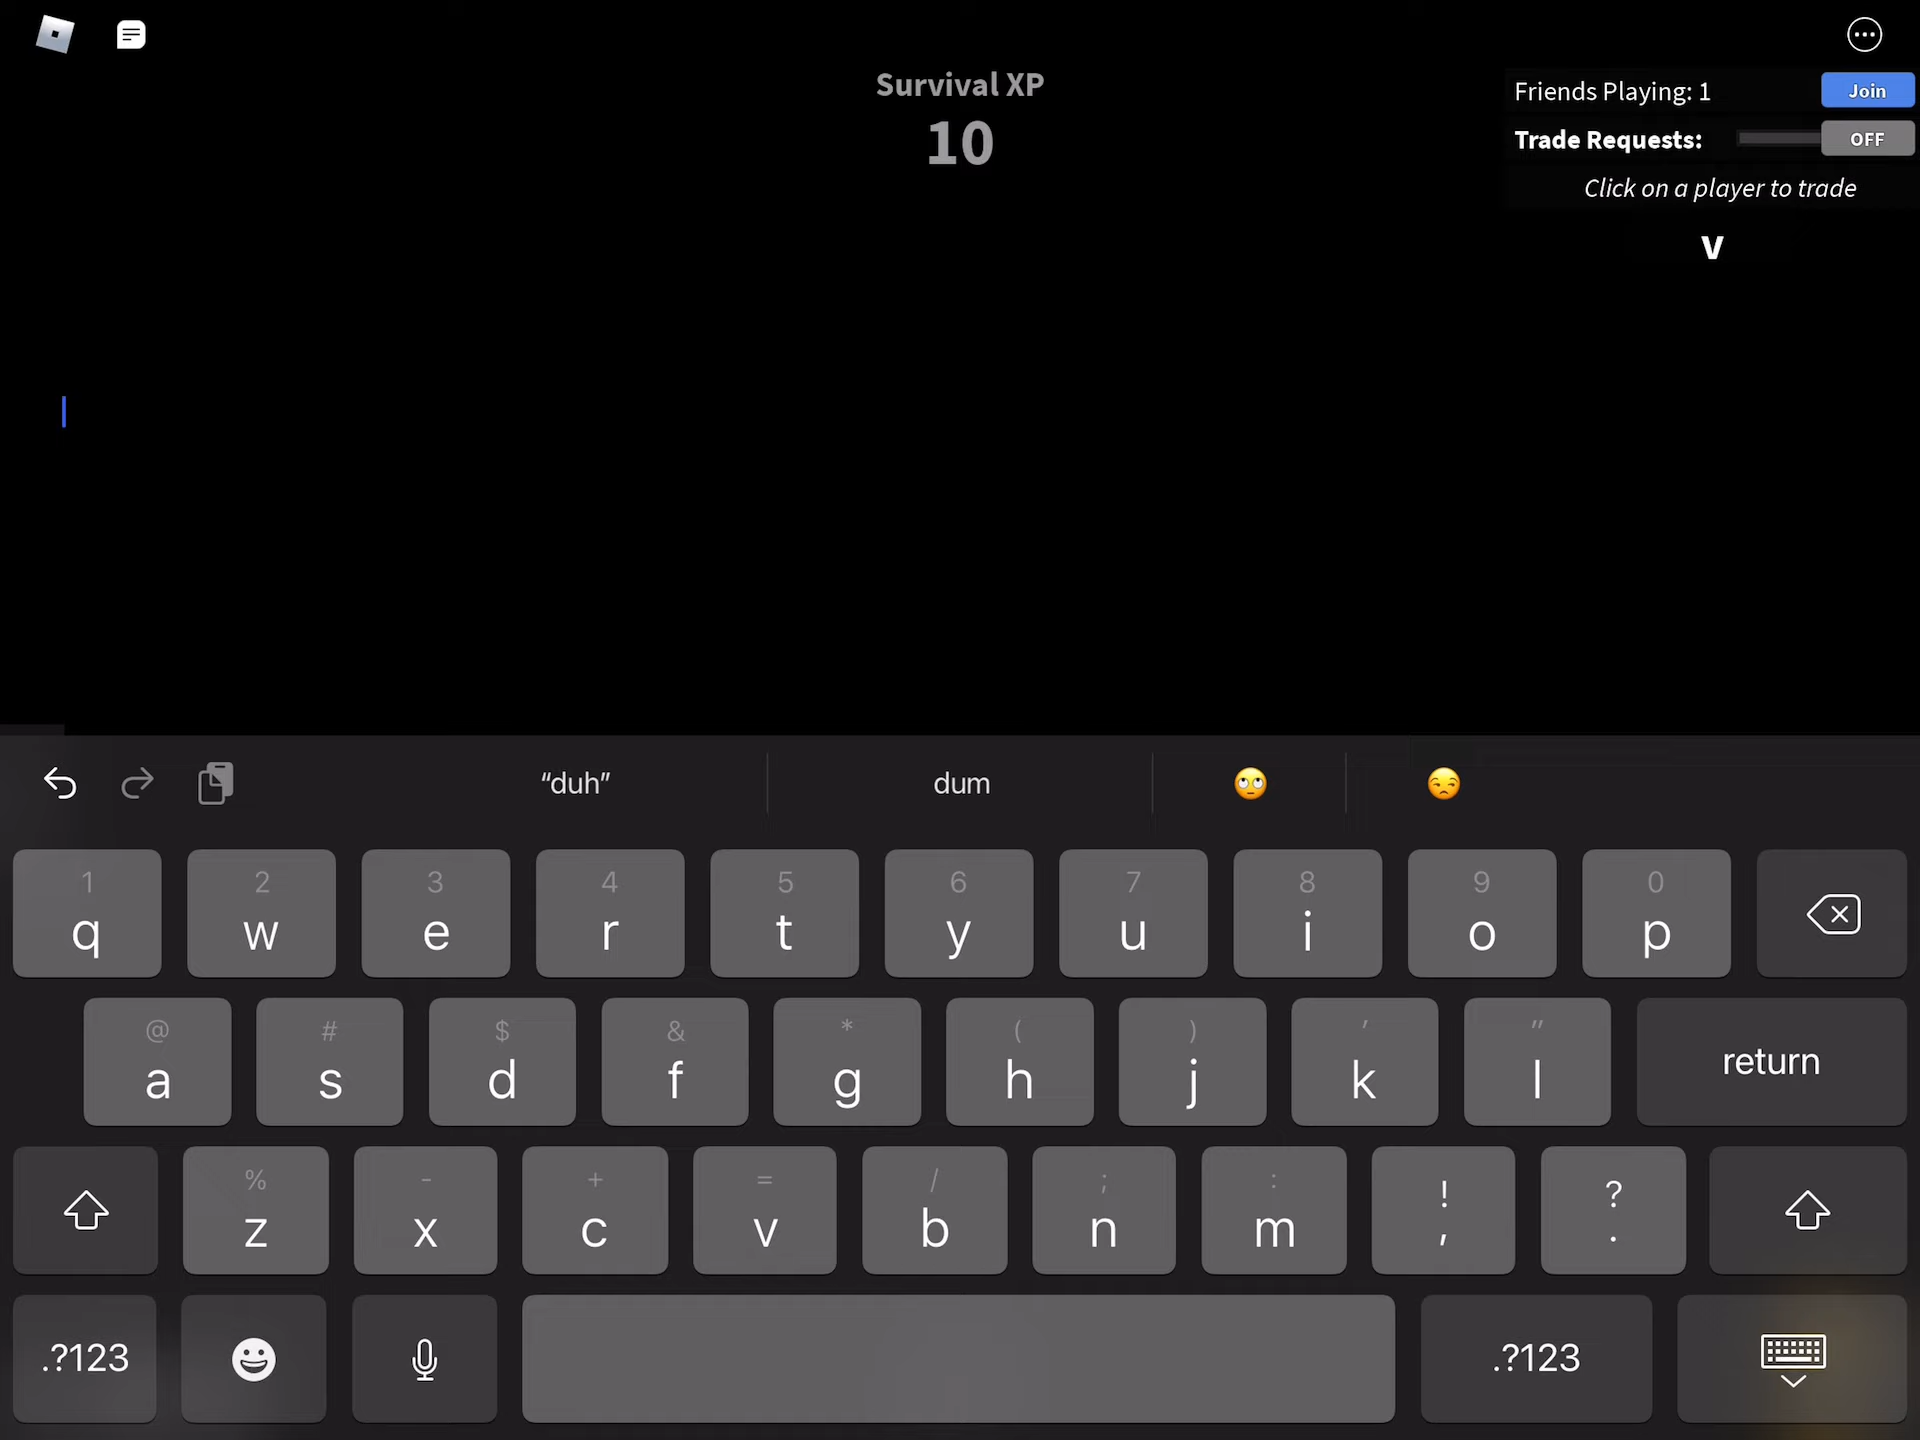 Survival XP
10
Friends Playing: 1 Join
Trade Requests: OFF
Click on a player to trade
v
“duh” dum 🙄 😒
1 2 3 4 5 6 7 8 9 0
q w e r t y u i o p
@ # $ & * ( ) ' "
a s d f g h j k l return
% - + = / ; : ! ?
z x c v b n m , .
.?123 .?123